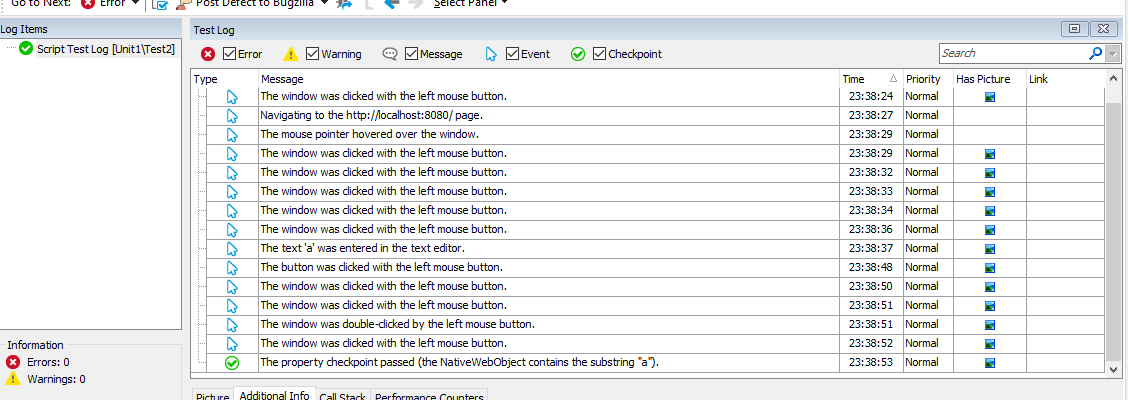 Go to Next: Error Post Defect to Bugzilla Select Panel
Log Items
Test Log
Script Test Log [Unit1\Test2]
Error Warning Message Event Checkpoint Search
Type Message Time Priority Has Picture Link
The window was clicked with the left mouse button. 23:38:24 Normal
Navigating to the http://localhost:8080/ page. 23:38:27 Normal
The mouse pointer hovered over the window. 23:38:29 Normal
The window was clicked with the left mouse button. 23:38:29 Normal
The window was clicked with the left mouse button. 23:38:32 Normal
The window was clicked with the left mouse button. 23:38:33 Normal
The window was clicked with the left mouse button. 23:38:34 Normal
The window was clicked with the left mouse button. 23:38:36 Normal
The text 'a' was entered in the text editor. 23:38:37 Normal
The button was clicked with the left mouse button. 23:38:48 Normal
The window was clicked with the left mouse button. 23:38:50 Normal
The window was clicked with the left mouse button. 23:38:51 Normal
The window was double-clicked by the left mouse button. 23:38:51 Normal
The window was clicked with the left mouse button. 23:38:52 Normal
The property checkpoint passed (the NativeWebObject contains the substring "a"). 23:38:53 Normal
Information
Errors: 0
Warnings: 0
Picture Additional Info Call Stack Performance Counters